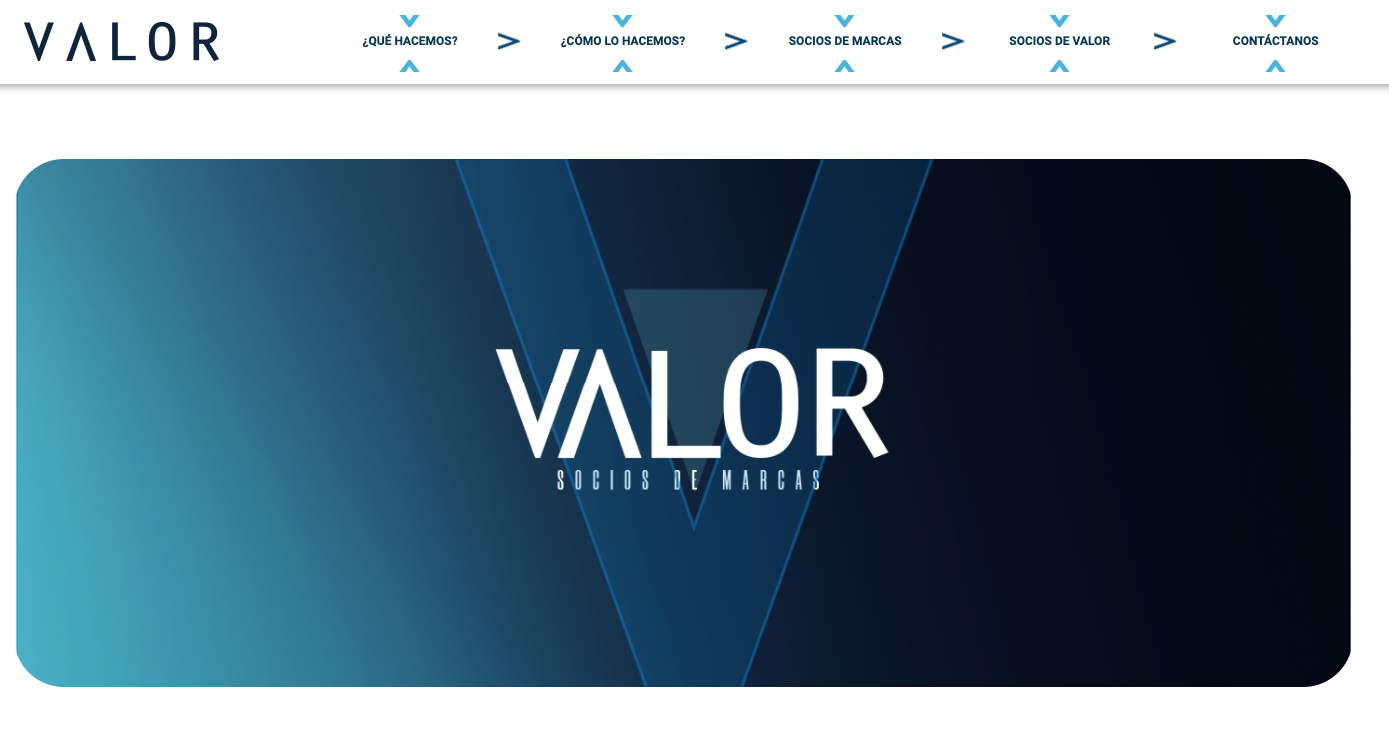 VALOR
¿QUÉ HACEMOS?
¿CÓMO LO HACEMOS?
SOCIOS DE MARCAS
SOCIOS DE VALOR
CONTÁCTANOS
VALOR
SOCIOS DE MARCAS